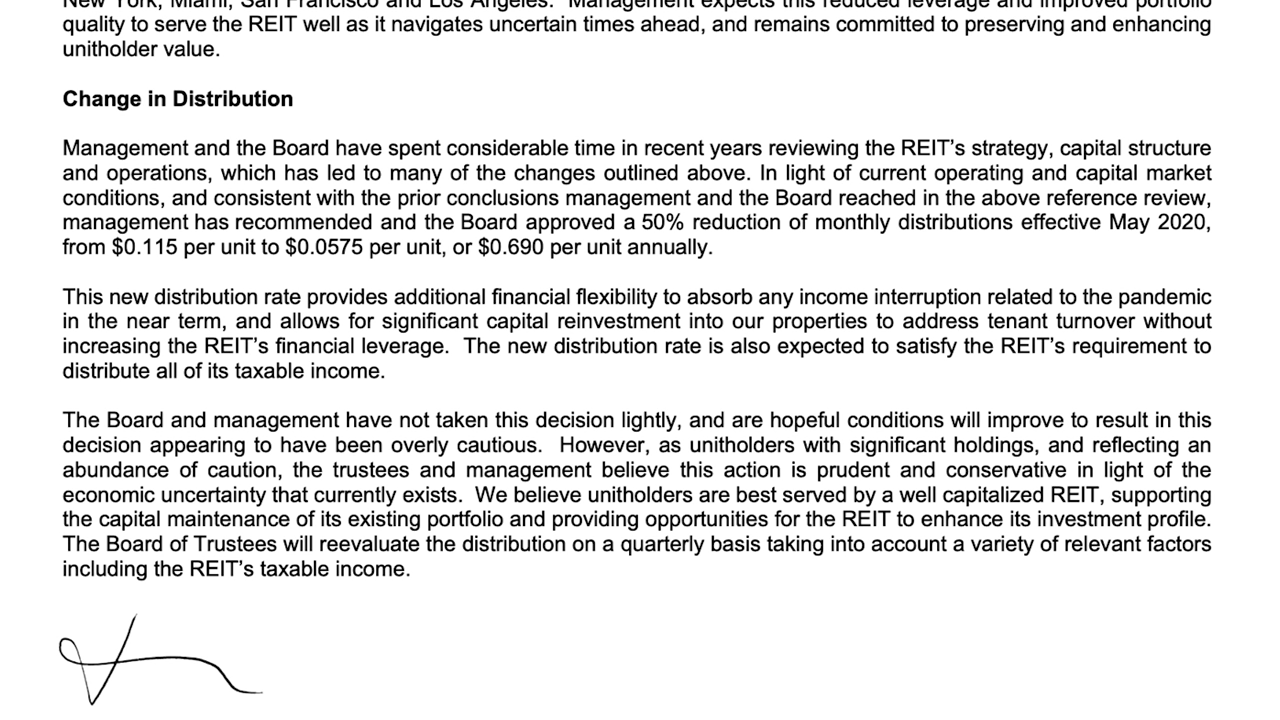 New York, Miami, San Francisco and Los Angeles. Management expects this reduced leverage and improved portfolio
quality to serve the REIT well as it navigates uncertain times ahead, and remains committed to preserving and enhancing
unitholder value.
Change in Distribution
Management and the Board have spent considerable time in recent years reviewing the REIT's strategy, capital structure
and operations, which has led to many of the changes outlined above. In light of current operating and capital market
conditions, and consistent with the prior conclusions management and the Board reached in the above reference review,
management has recommended and the Board approved a 50% reduction of monthly distributions effective May 2020,
from $0.115 per unit to $0.0575 per unit, or $0.690 per unit annually.
This new distribution rate provides additional financial flexibility to absorb any income interruption related to the pandemic
in the near term, and allows for significant capital reinvestment into our properties to address tenant turnover without
increasing the REIT's financial leverage. The new distribution rate is also expected to satisfy the REIT's requirement to
distribute all of its taxable income.
The Board and management have not taken this decision lightly, and are hopeful conditions will improve to result in this
decision appearing to have been overly cautious. However, as unitholders with significant holdings, and reflecting an
abundance of caution, the trustees and management believe this action is prudent and conservative in light of the
economic uncertainty that currently exists. We believe unitholders are best served by a well capitalized REIT, supporting
the capital maintenance of its existing portfolio and providing opportunities for the REIT to enhance its investment profile.
The Board of Trustees will reevaluate the distribution on a quarterly basis taking into account a variety of relevant factors
including the REIT's taxable income.